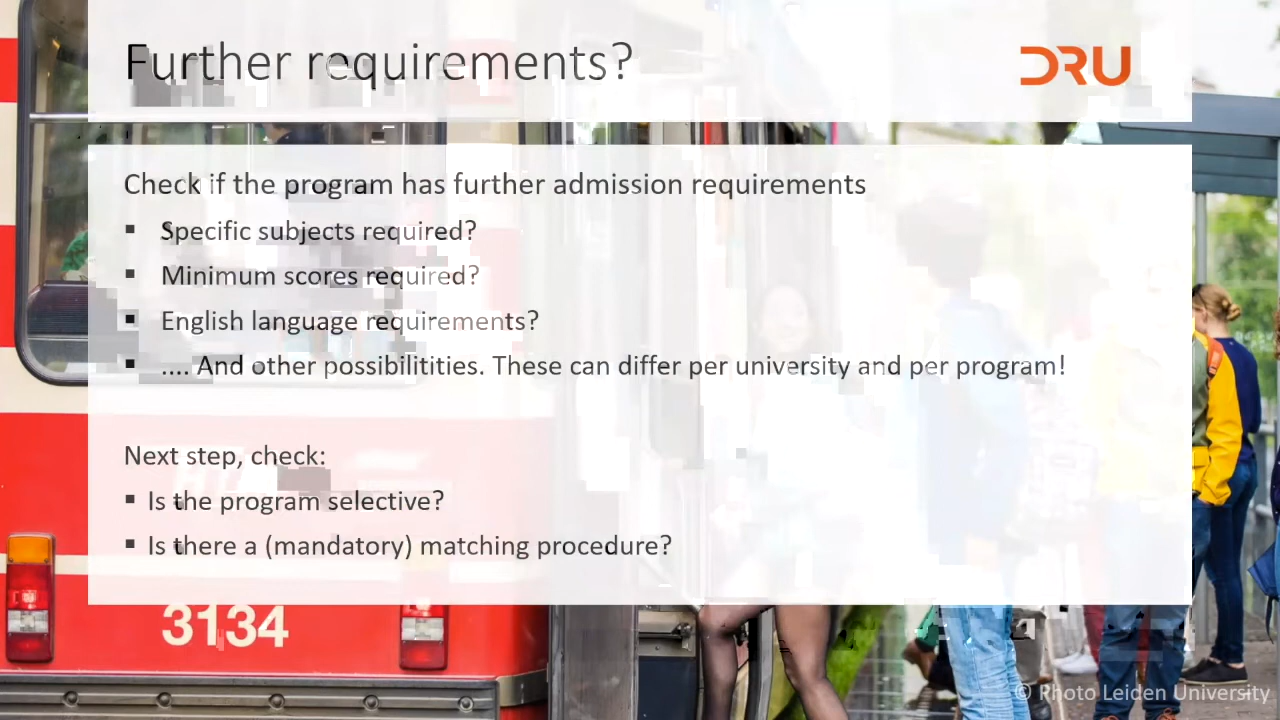 Further requirements?
DRU
Check if the program has further admission requirements
▪ Specific subjects required?
▪ Minimum scores required?
▪ English language requirements?
▪ .... And other possibilitities. These can differ per university and per program!
Next step, check:
▪ Is the program selective?
▪ Is there a (mandatory) matching procedure?
3134
© Photo Leiden University